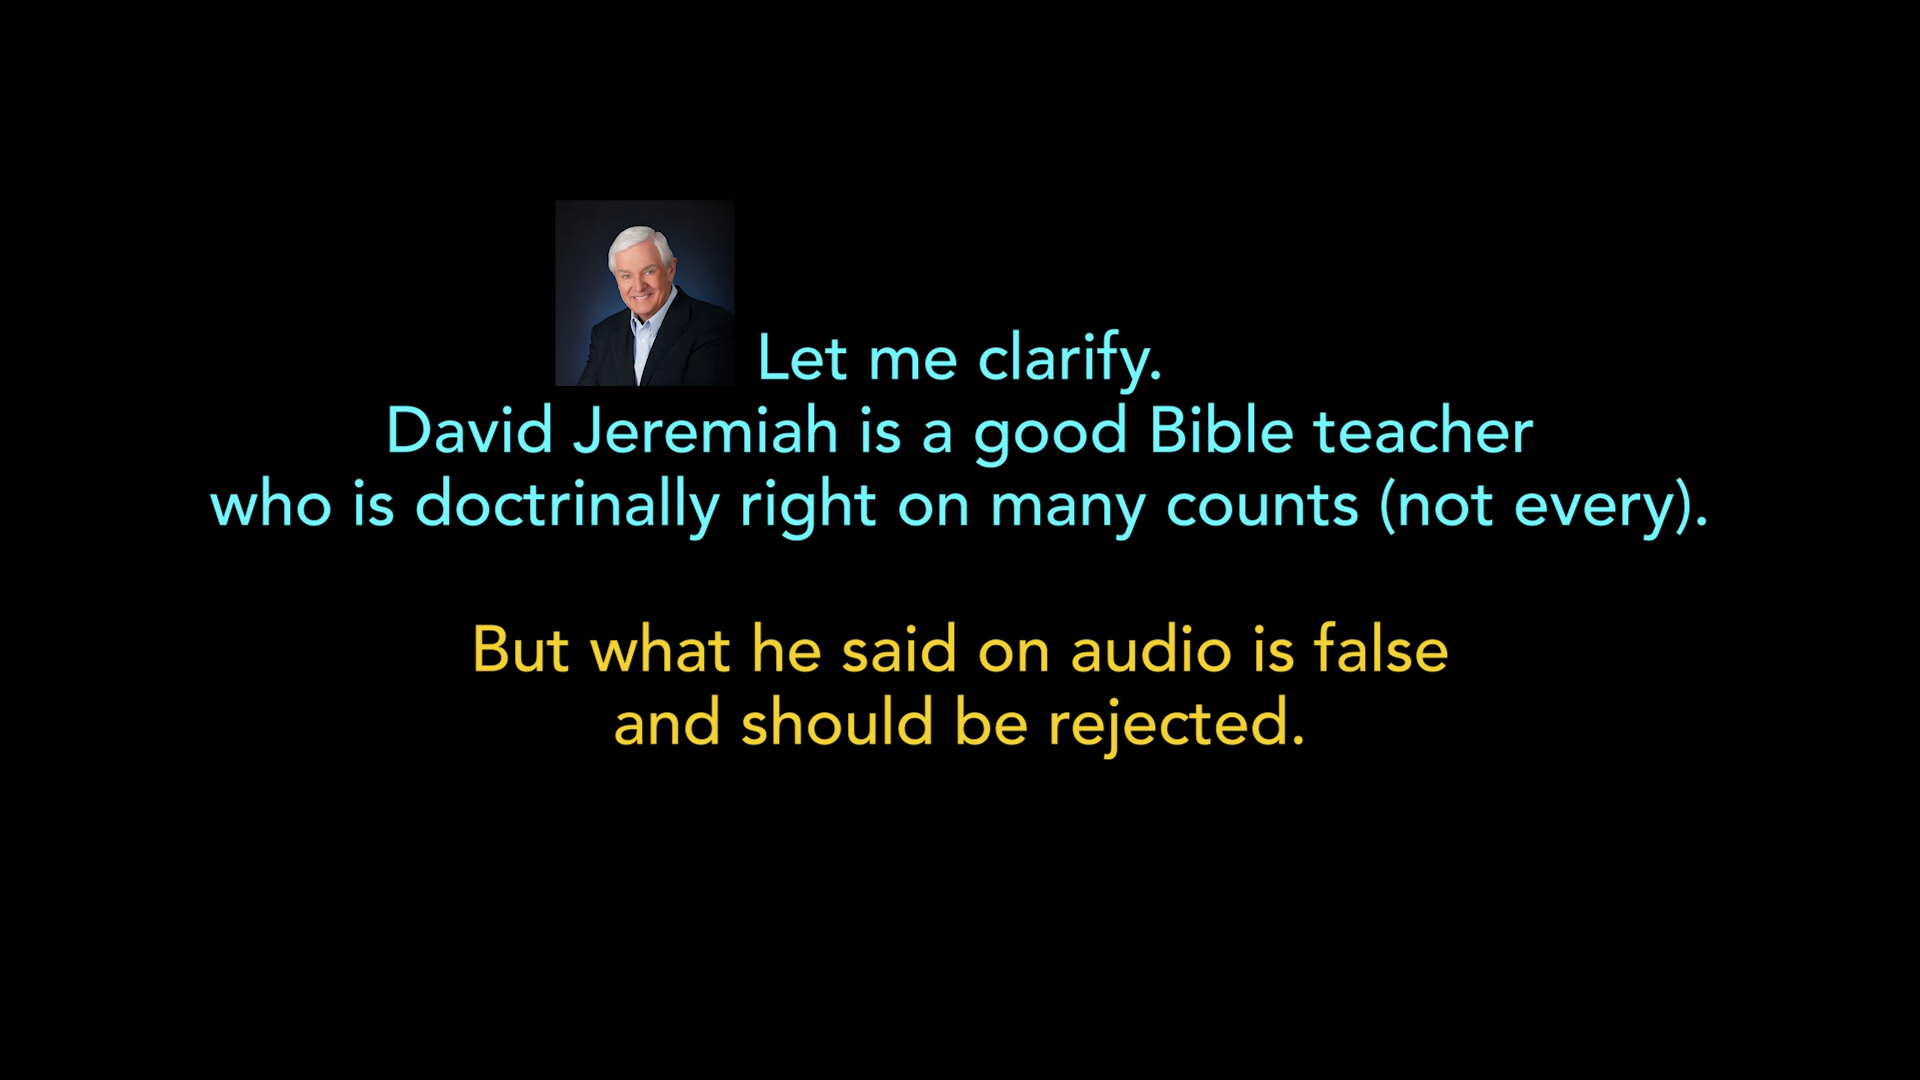 Let me clarify.
David Jeremiah is a good Bible teacher
who is doctrinally right on many counts (not every).
But what he said on audio is false
and should be rejected.